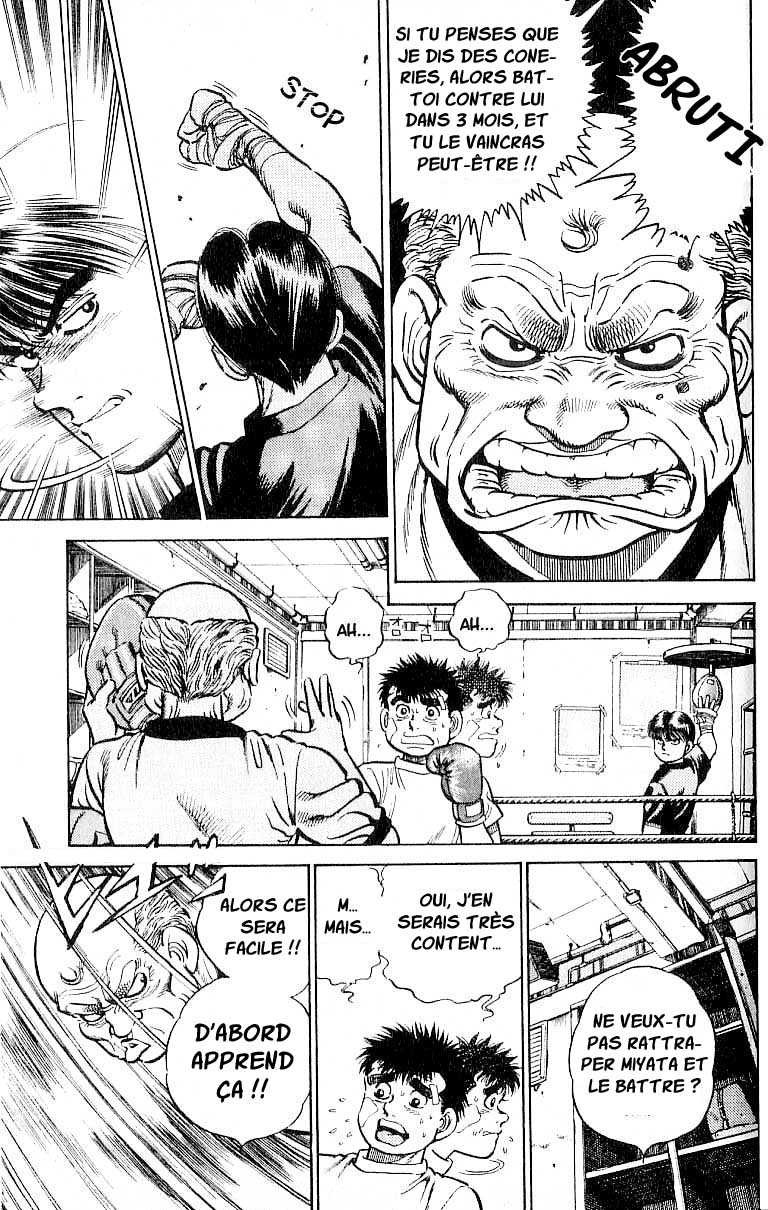 ABRUTI
SI TU PENSES QUE
JE DIS DES CONE-
RIES, ALORS BAT-
TOI CONTRE LUI
DANS 3 MOIS, ET
TU LE VAINCRAS
PEUT-ÊTRE !!
STOP
AH...
AH...
NE VEUX-TU
PAS RATTRA-
PER MIYATA ET
LE BATTRE ?
OUI, J'EN
SERAIS TRÈS
CONTENT...
M...
MAIS...
ALORS CE
SERA
FACILE !!
D'ABORD
APPREND
ÇA !!